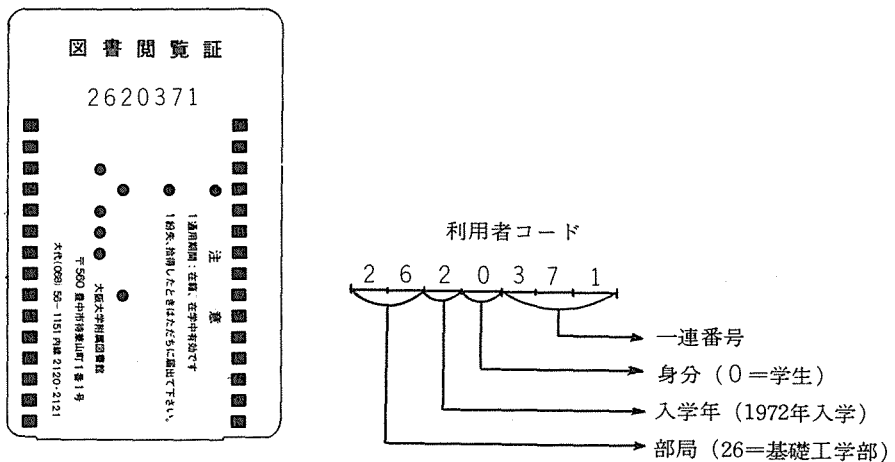 図書閲覧証
2620371
注意
1 通用期間:在籍、在学中有効です
1 紛失、拾得したときはただちに届出て下さい。
大阪大学附属図書館
〒560 豊中市待兼山町1番1号
大代(068) 56-1151 内線 2120・2121
利用者コード
2 6 2 0 3 7 1
一連番号
身分(0=学生)
入学年(1972年入学)
部局(26=基礎工学部)